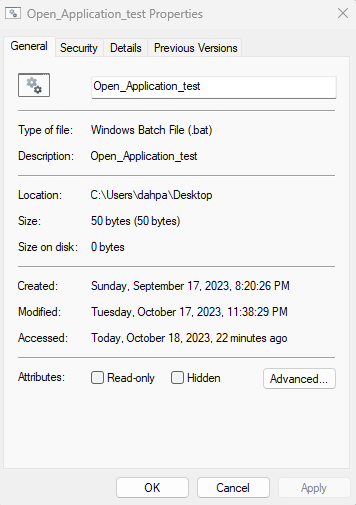 Open_Application_test Properties
General Security Details Previous Versions
Open_Application_test
Type of file: Windows Batch File (.bat)
Description: Open_Application_test
Location: C:\Users\dahpa\Desktop
Size: 50 bytes (50 bytes)
Size on disk: 0 bytes
Created: Sunday, September 17, 2023, 8:20:26 PM
Modified: Tuesday, October 17, 2023, 11:38:29 PM
Accessed: Today, October 18, 2023, 22 minutes ago
Attributes: Read-only Hidden Advanced...
OK Cancel Apply